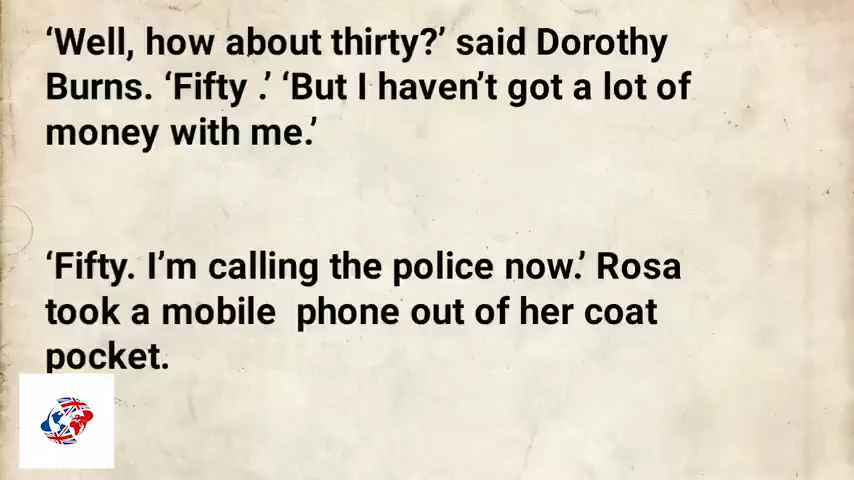 ‘Well, how about thirty?’ said Dorothy
Burns. ‘Fifty .’ ‘But I haven’t got a lot of
money with me.’
‘Fifty. I’m calling the police now.’ Rosa
took a mobile  phone out of her coat
pocket.